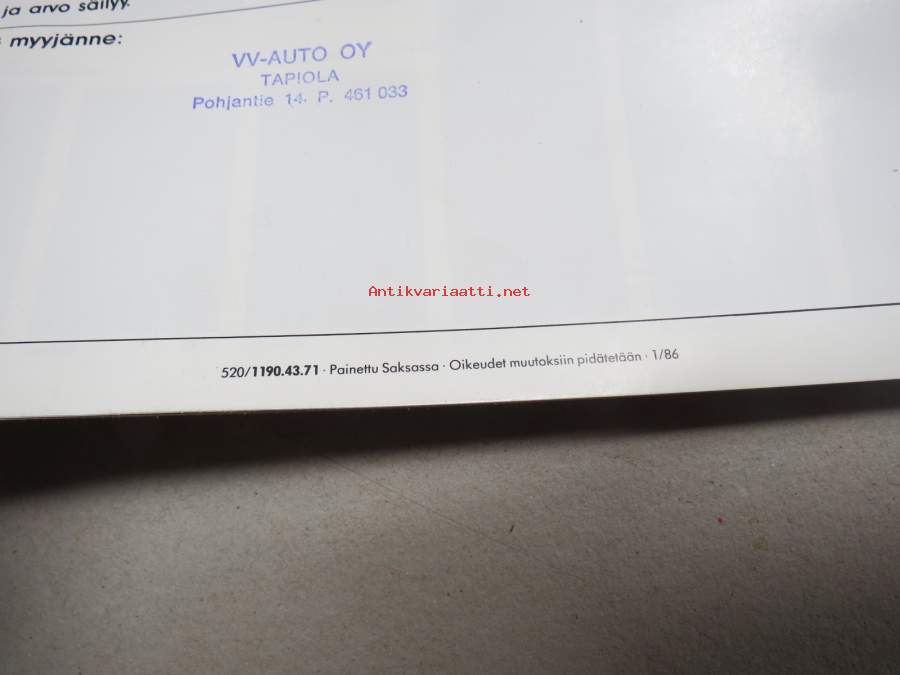 ja arvo säilyy.
myyjänne:
VV-AUTO OY
TAPIOLA
Pohjantie 14. P. 461 033
Antikvariaatti.net
520/1190.43.71 · Painettu Saksassa · Oikeudet muutoksiin pidätetään · 1/86